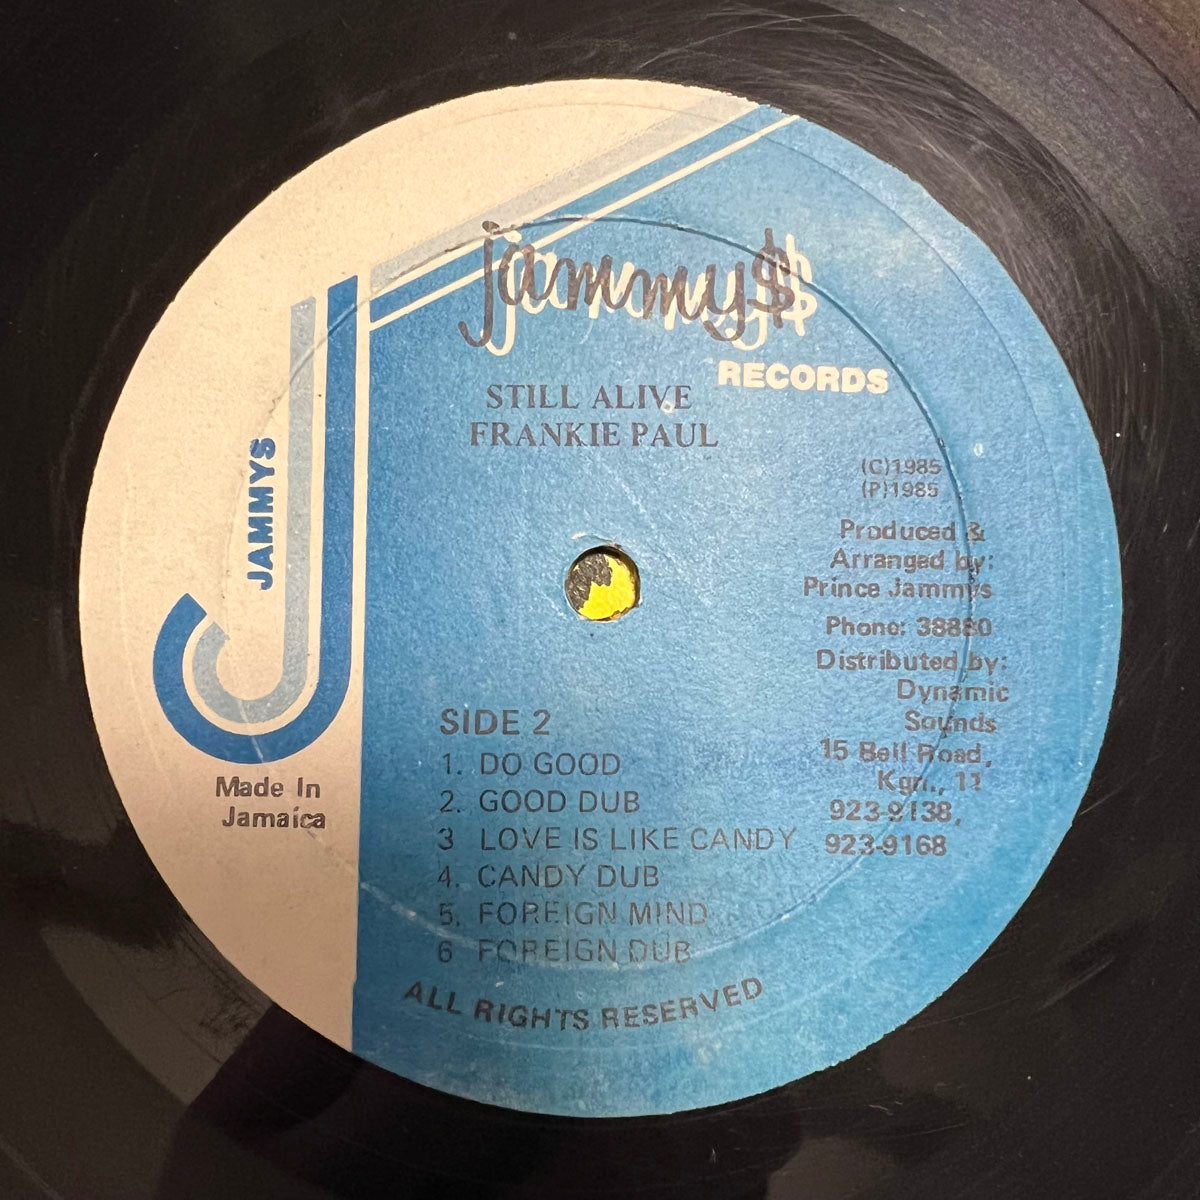 jammy$
RECORDS
STILL ALIVE
FRANKIE PAUL
(C)1985
(P)1985
Produced &
Arranged by:
Prince Jammys
Phone: 38880
Distributed by:
Dynamic
Sounds
15 Bell Road,
Kgn., 11
923-9138,
923-9168
JAMMYS
Made In
Jamaica
SIDE 2
1. DO GOOD
2. GOOD DUB
3 LOVE IS LIKE CANDY
4. CANDY DUB
5. FOREIGN MIND
6 FOREIGN DUB
ALL RIGHTS RESERVED